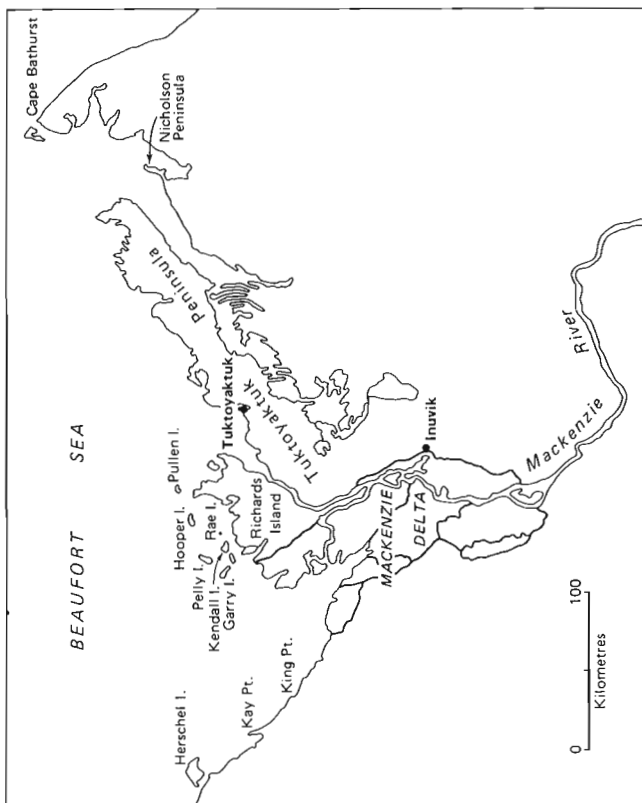 BEAUFORT SEA
Cape Bathurst
Nicholson
Peninsula
Herschel I.
Kay Pt.
King Pt.
Pelly I.
Kendall I.
Garry I.
Hooper I.
Rae I.
Pullen I.
Richards
Island
Tuktoyaktuk
Tuktoyaktuk Peninsula
MACKENZIE
DELTA
Inuvik
Mackenzie River
0 100
Kilometres